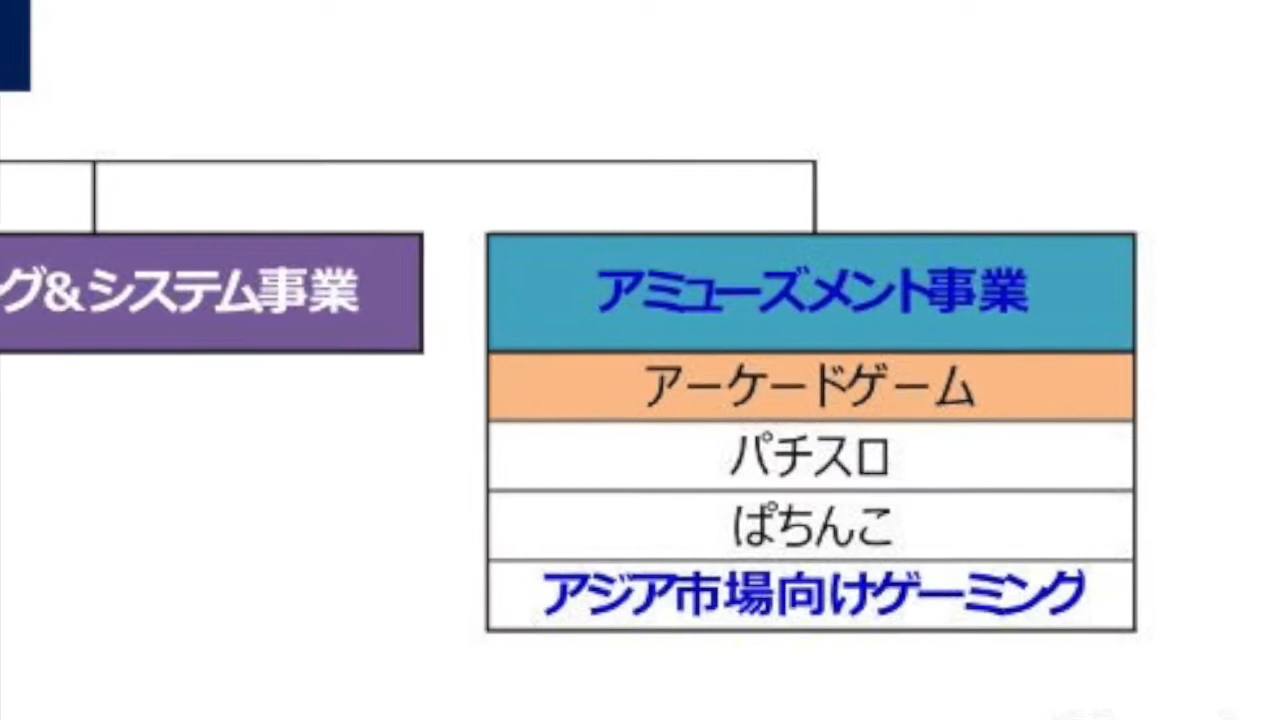 グ&システム事業
アミューズメント事業
アーケードゲーム
パチスロ
ぱちんこ
アジア市場向けゲーミング